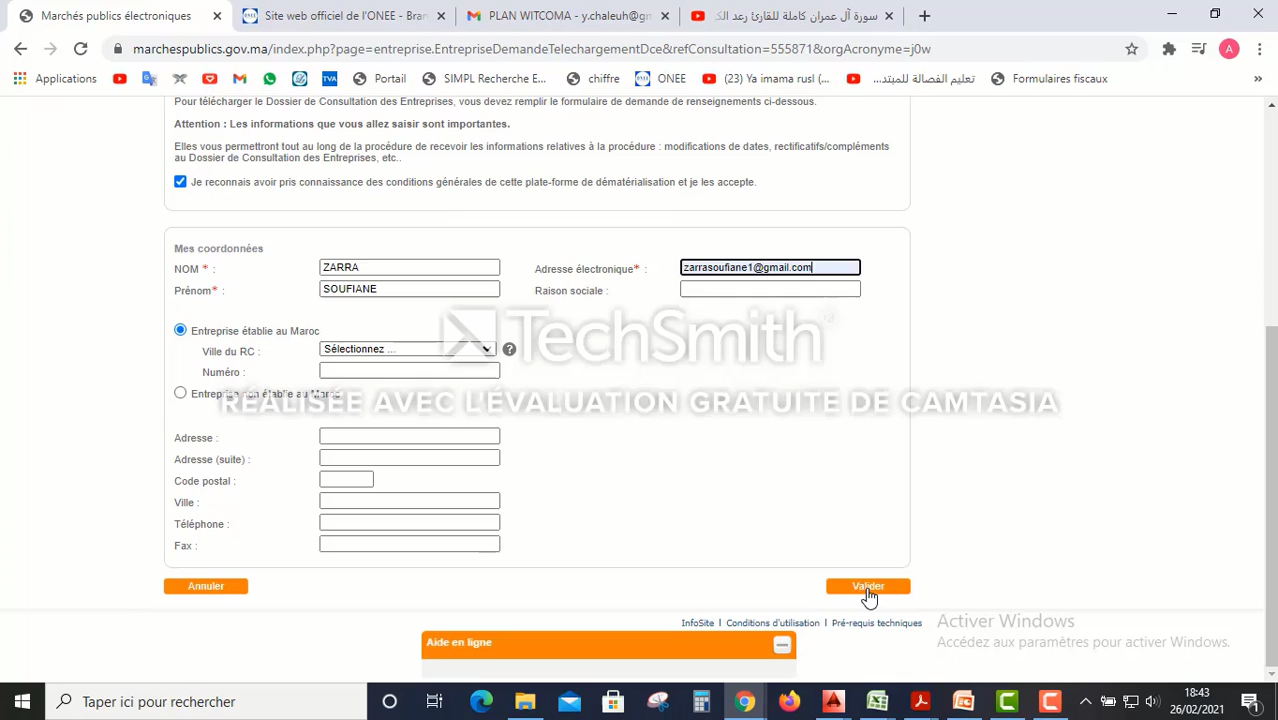 Marchés publics électroniques
Site web officiel de l'ONEE - Bran
PLAN WITCOMA - y.chaleuh@gm
سورة آل عمران كاملة للقارئ رعد الك
marchespublics.gov.ma/index.php?page=entreprise.EntrepriseDemandeTelechargementDce&refConsultation=555871&orgAcronyme=j0w
A
Applications
TVA
Portail
SIMPL Recherche E...
chiffre
ONEE
(23) Ya imama rusl (...
تعليم الفصالة للمبتد...
Formulaires fiscaux
»
Pour télécharger le Dossier de Consultation des Entreprises, vous devez remplir le formulaire de demande de renseignements ci-dessous.
Attention : Les informations que vous allez saisir sont importantes.
Elles vous permettront tout au long de la procédure de recevoir les informations relatives à la procédure : modifications de dates, rectificatifs/compléments
au Dossier de Consultation des Entreprises, etc..
Je reconnais avoir pris connaissance des conditions générales de cette plate-forme de dématérialisation et je les accepte.
Mes coordonnées
NOM * : ZARRA
Adresse électronique* : zarrasoufiane1@gmail.com
Prénom* : SOUFIANE
Raison sociale :
TechSmith®
Entreprise établie au Maroc
Ville du RC : Sélectionnez ...
?
Numéro :
Entreprise non établie au Maroc
RÉALISÉE AVEC L'ÉVALUATION GRATUITE DE CAMTASIA
Adresse :
Adresse (suite) :
Code postal :
Ville :
Téléphone :
Fax :
Annuler
Valider
InfoSite | Conditions d'utilisation | Pré-requis techniques
Activer Windows
Accédez aux paramètres pour activer Windows.
Aide en ligne
Taper ici pour rechercher
18:43
26/02/2021
1